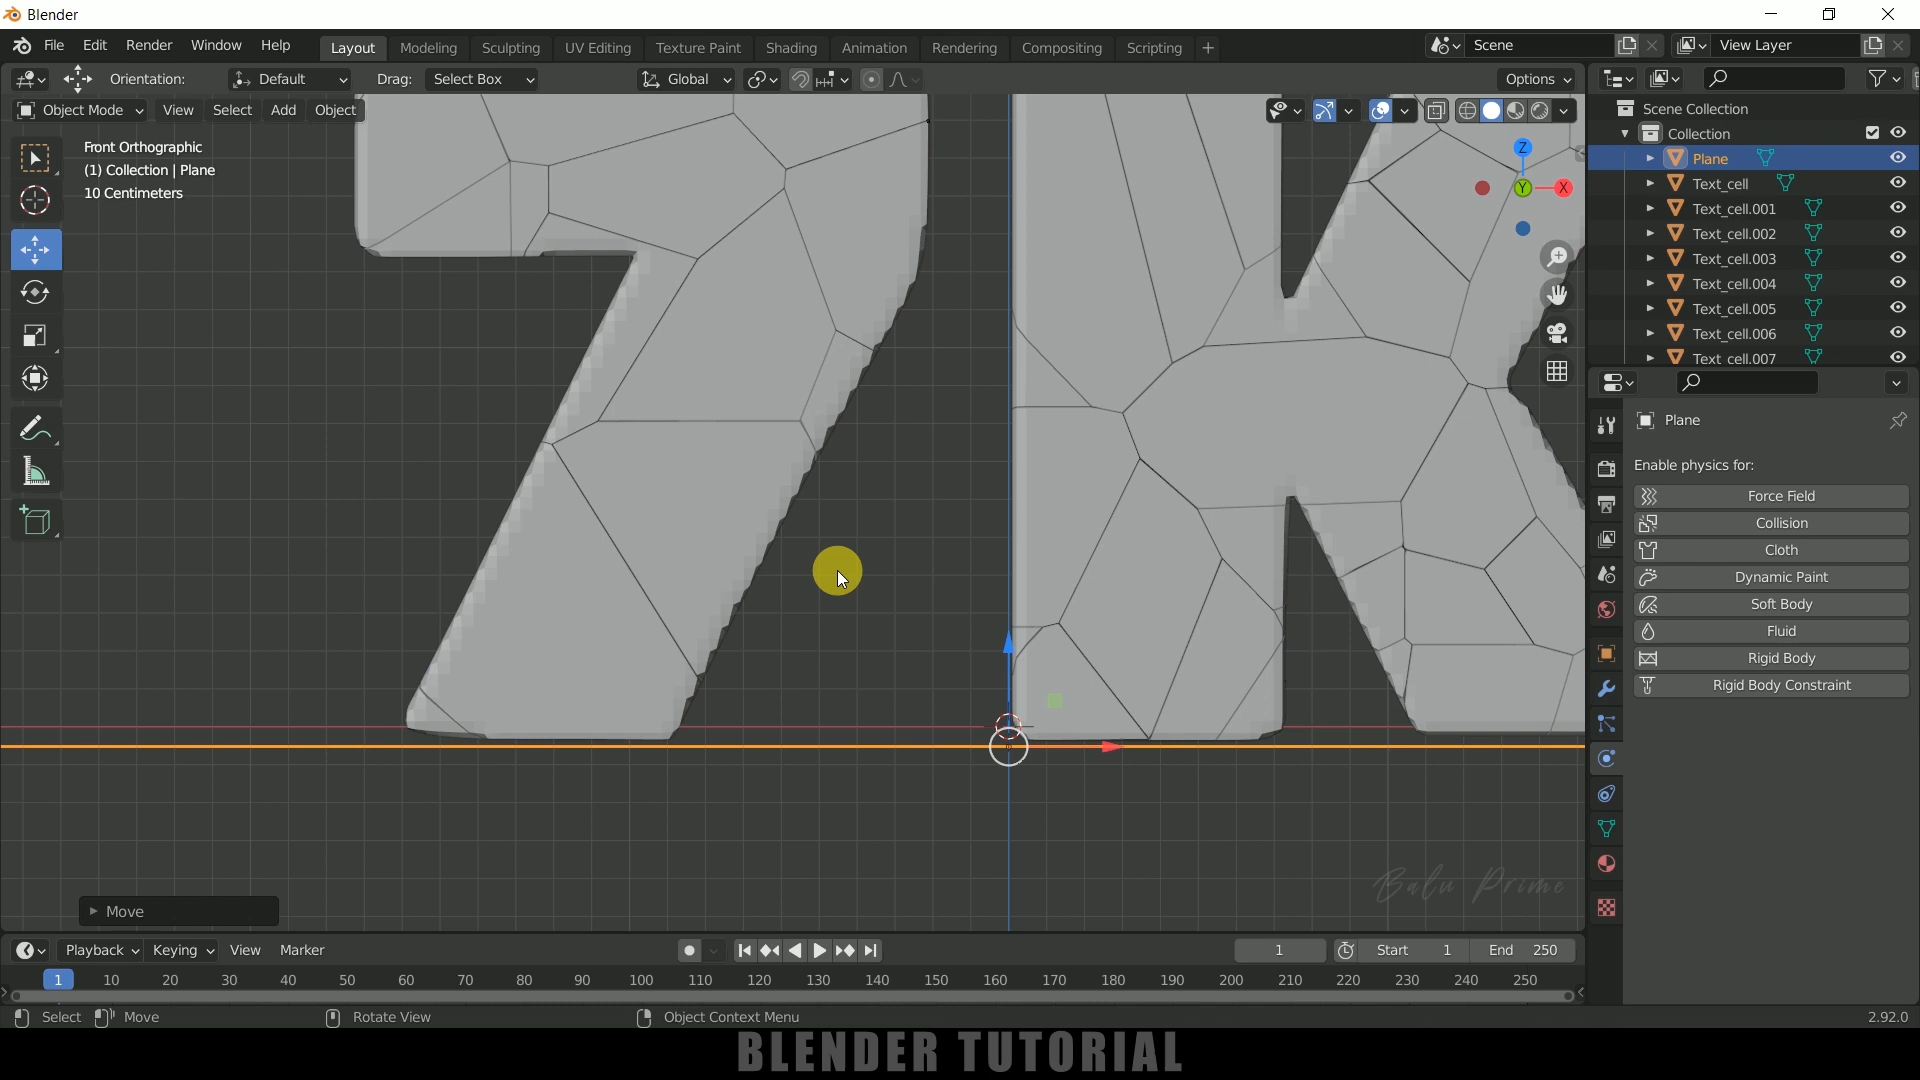 Blender
File Edit Render Window Help
Layout Modeling Sculpting UV Editing Texture Paint Shading Animation Rendering Compositing Scripting +
Scene
View Layer
Orientation: Default Drag: Select Box
Global
Options
Object Mode View Select Add Object
Front Orthographic
(1) Collection | Plane
10 Centimeters
Z
Y
X
Scene Collection
Collection
Plane
Text_cell
Text_cell.001
Text_cell.002
Text_cell.003
Text_cell.004
Text_cell.005
Text_cell.006
Text_cell.007
Plane
Enable physics for:
Force Field
Collision
Cloth
Dynamic Paint
Soft Body
Fluid
Rigid Body
Rigid Body Constraint
7K
Balu Prime
Move
Playback Keying View Marker
1 Start 1 End 250
1 10 20 30 40 50 60 70 80 90 100 110 120 130 140 150 160 170 180 190 200 210 220 230 240 250
Select Move Rotate View Object Context Menu
2.92.0
BLENDER TUTORIAL